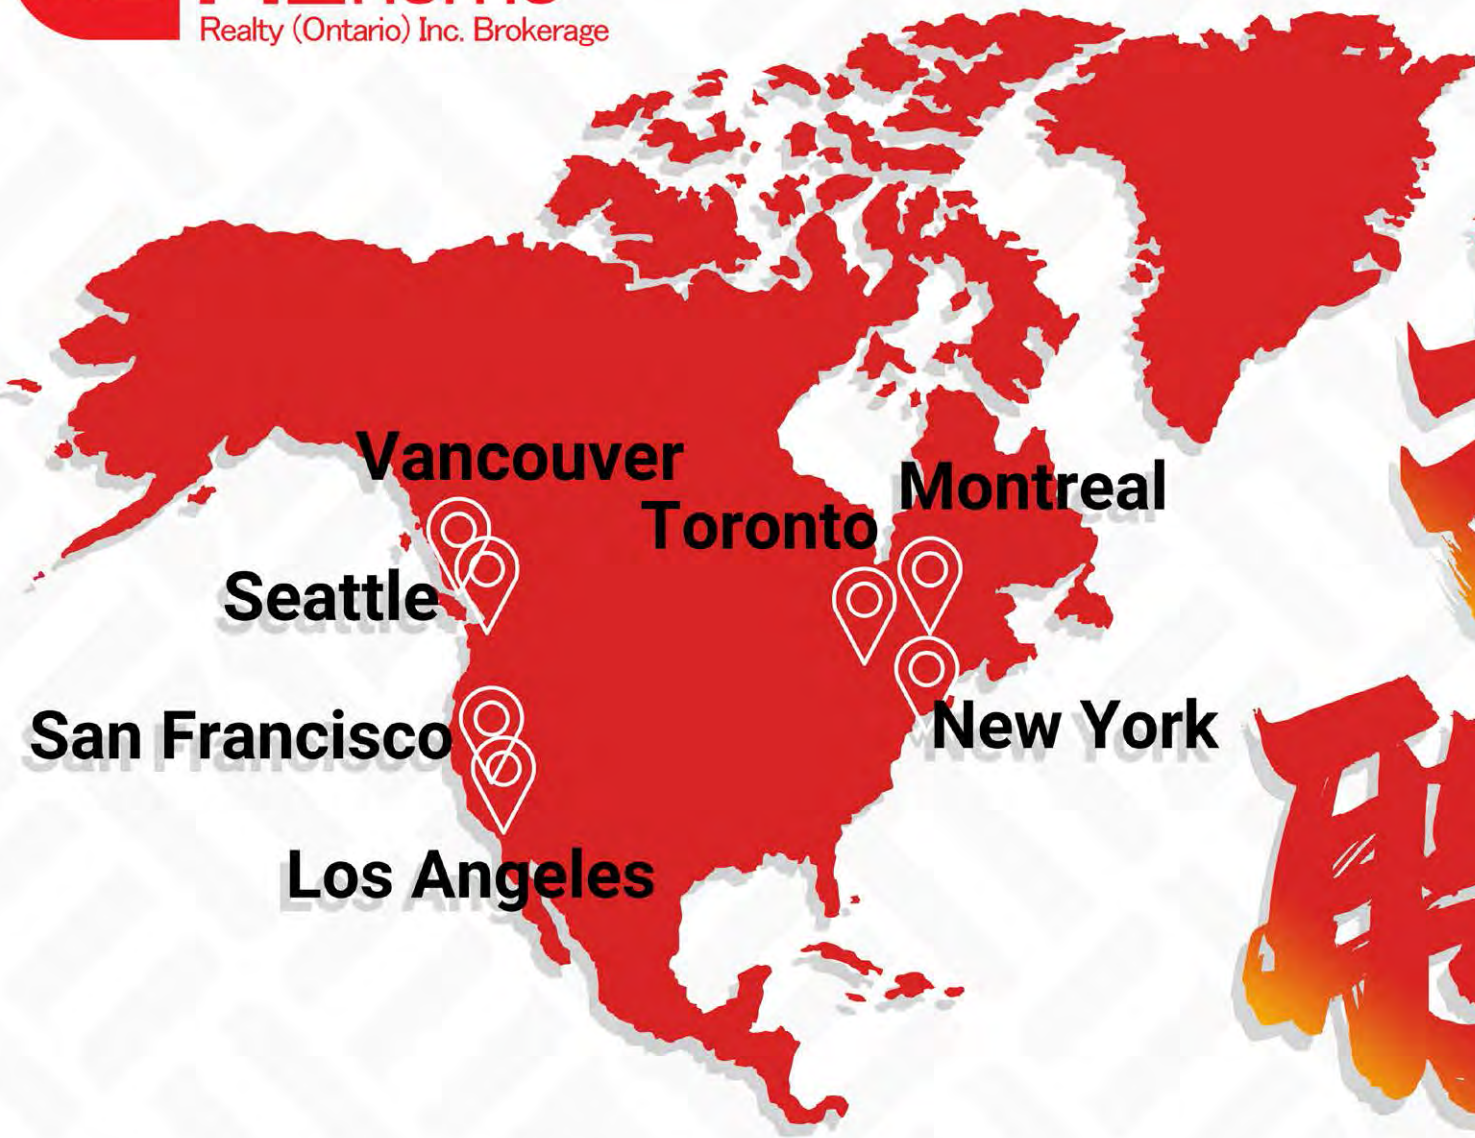 Realty (Ontario) Inc. Brokerage
Vancouver
Montreal
Toronto
Seattle
San Francisco
New York
Los Angeles